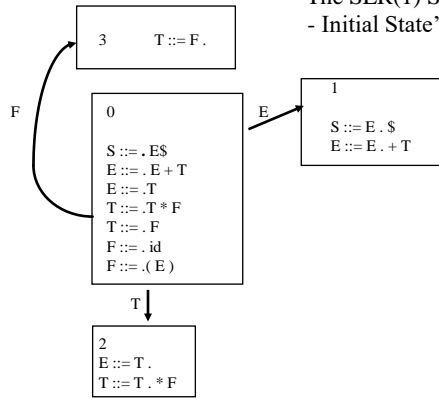 The SLR(1) S
- Initial State'
3 T ::= F .
F
0
S ::= . E$
E ::= . E + T
E ::= .T
T ::= .T * F
T ::= . F
F ::= . id
F ::= .( E )
E
1
S ::= E . $
E ::= E . + T
T
2
E ::= T .
T ::= T . * F